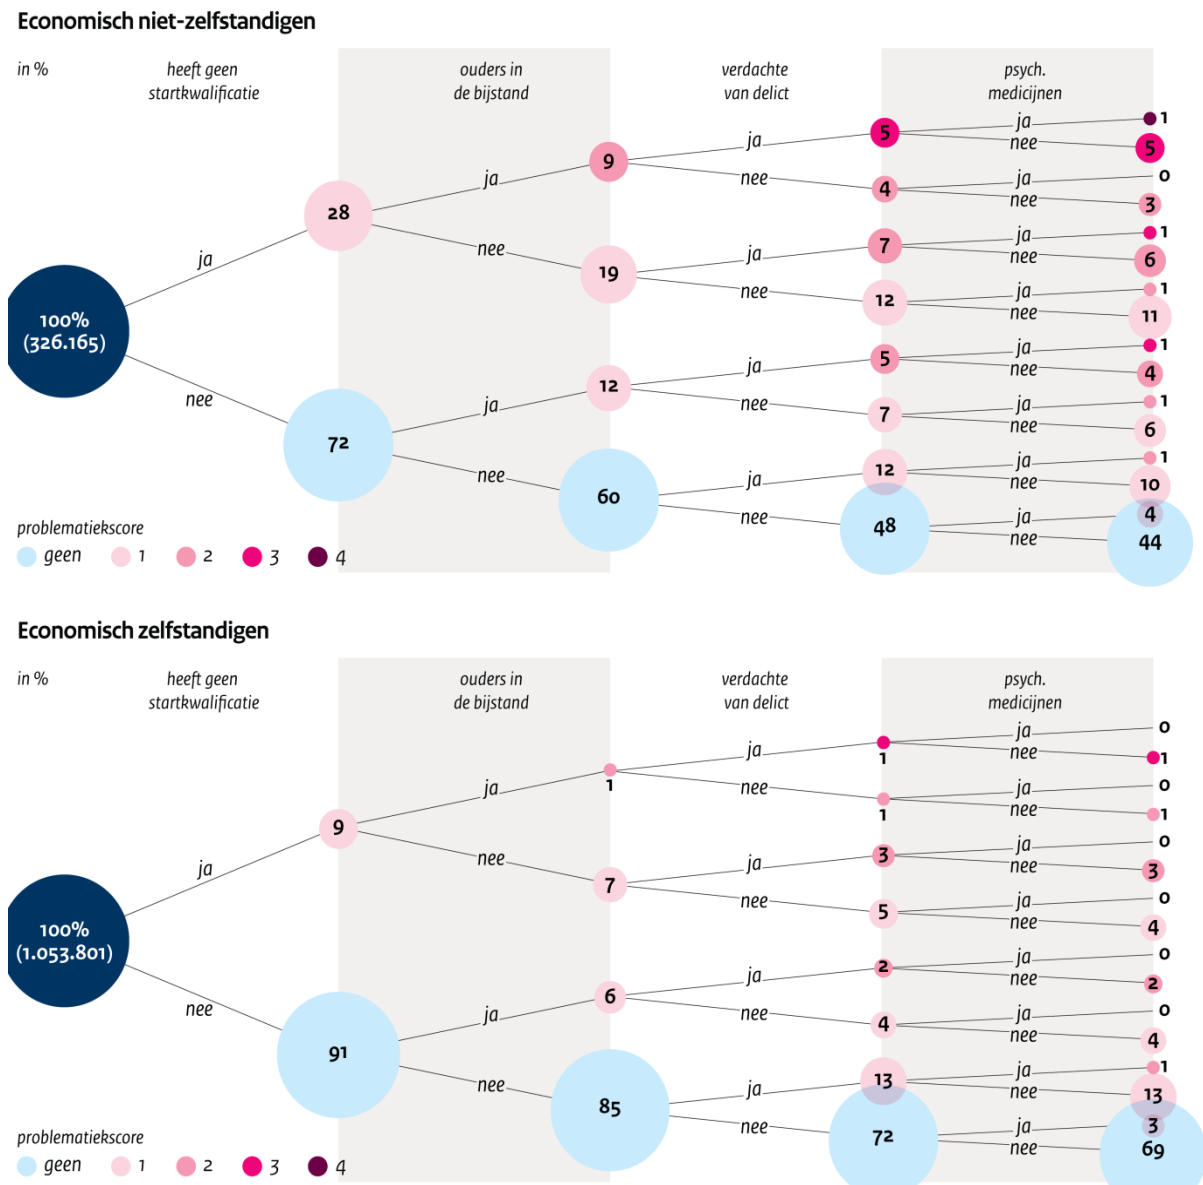 Economisch niet-zelfstandigen
in %
heeft geen
startkwalificatie
ouders in
de bijstand
verdachte
van delict
psych.
medicijnen
100%
(326.165)
ja
nee
28
72
ja
nee
ja
nee
9
19
12
60
ja
nee
ja
nee
ja
nee
ja
nee
5
4
7
12
5
7
12
48
ja 1
nee 5
ja 0
nee 3
ja 1
nee 6
ja 1
nee 11
ja 1
nee 4
ja 1
nee 6
ja 1
nee 10
ja 4
nee 44
problematiekscore
geen 1 2 3 4
Economisch zelfstandigen
in %
heeft geen
startkwalificatie
ouders in
de bijstand
verdachte
van delict
psych.
medicijnen
100%
(1.053.801)
ja
nee
9
91
ja
nee
ja
nee
1
7
6
85
ja
nee
ja
nee
ja
nee
ja
nee
1
1
3
5
2
4
13
72
ja 0
nee 1
ja 0
nee 1
ja 0
nee 3
ja 0
nee 4
ja 0
nee 2
ja 0
nee 4
ja 1
nee 13
ja 3
nee 69
problematiekscore
geen 1 2 3 4